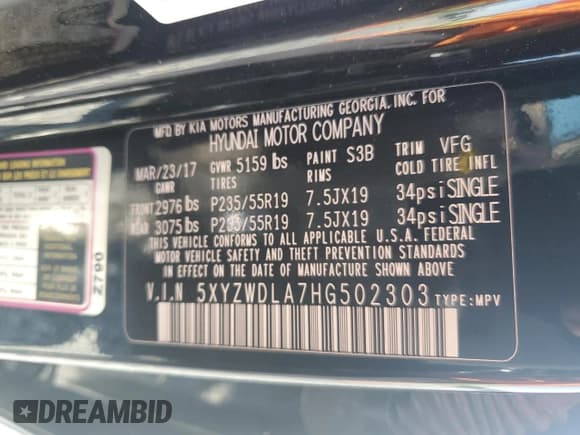 MFD BY KIA MOTORS MANUFACTURING GEORGIA, INC. FOR
HYUNDAI MOTOR COMPANY
MAR/23/17 GVWR 5159 lbs PAINT S3B TRIM VFG
GAWR TIRES RIMS COLD TIRE INFL
FRONT 2976 lbs P235/55R19 7.5JX19 34psi SINGLE
REAR 3075 lbs P235/55R19 7.5JX19 34psi SINGLE
THIS VEHICLE CONFORMS TO ALL APPLICABLE U.S.A. FEDERAL
MOTOR VEHICLE SAFETY AND THEFT PREVENTION STANDARDS
IN EFFECT ON THE DATE OF MANUFACTURE SHOWN ABOVE.
V.I.N 5XYZWDLA7HG502303 TYPE:MPV
2790
DREAMBID